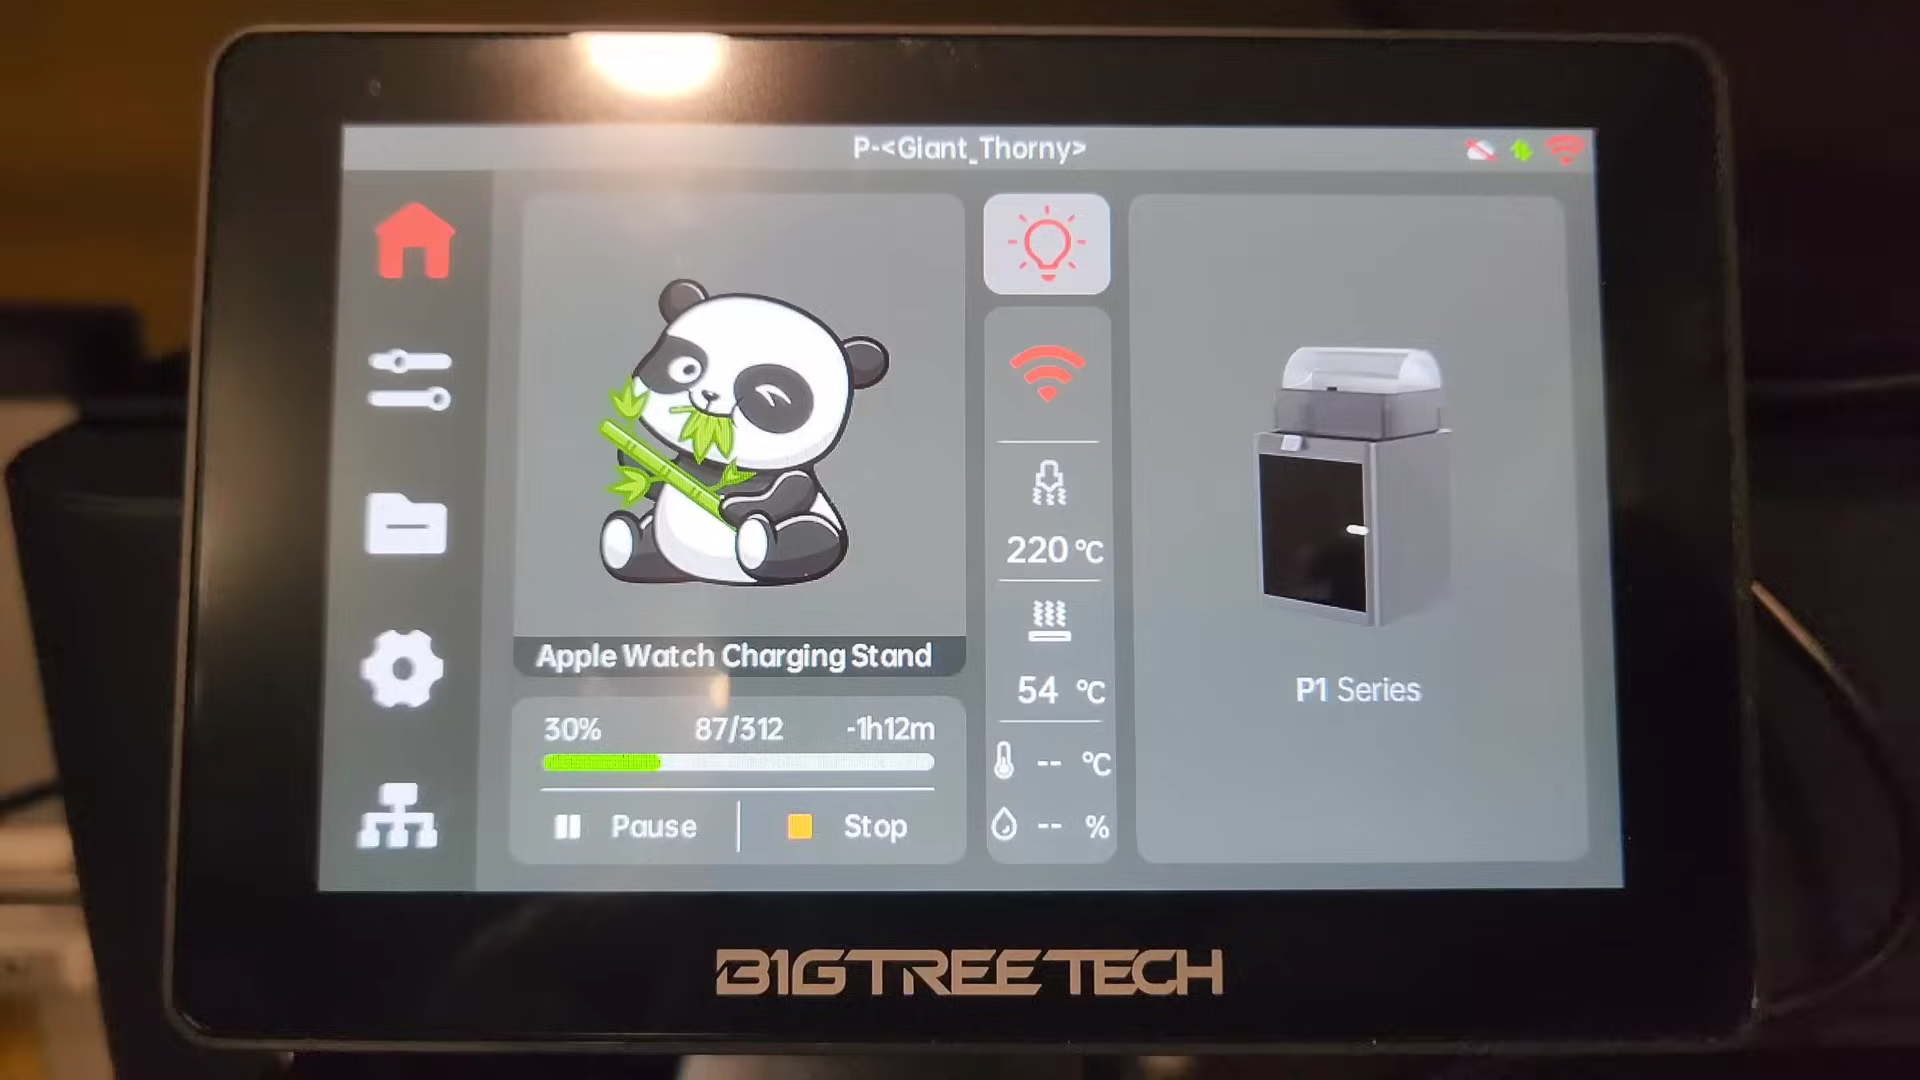 P-<Giant_Thorny>
Apple Watch Charging Stand
30% 87/312 -1h12m
Pause Stop
220 °C
54 °C
-- °C
-- %
P1 Series
BIGTREETECH